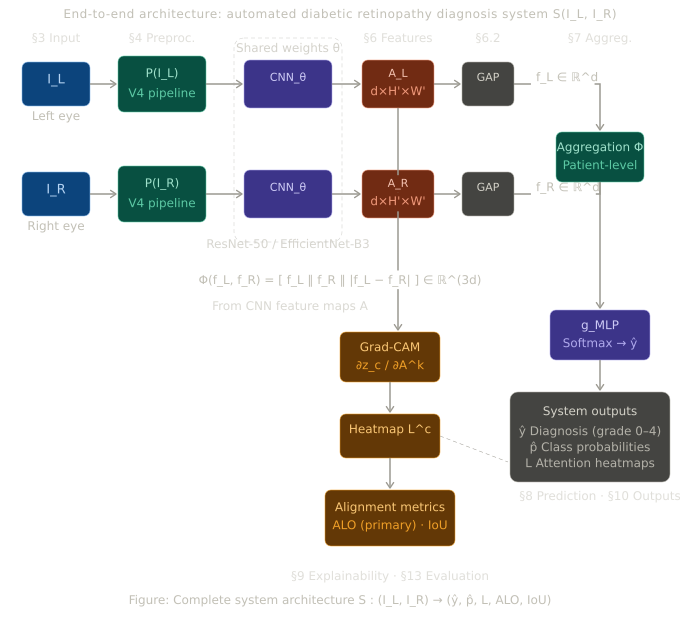 End-to-end architecture: automated diabetic retinopathy diagnosis system S(I_L, I_R)
§3 Input
§4 Preproc.
§6 Features
§6.2
§7 Aggreg.
Shared weights θ
I_L
P(I_L)
V4 pipeline
CNN_θ
A_L
d×H'×W'
GAP
f_L ∈ ℝ^d
Left eye
Aggregation Φ
Patient-level
I_R
P(I_R)
V4 pipeline
CNN_θ
A_R
d×H'×W'
GAP
f_R ∈ ℝ^d
Right eye
ResNet-50 / EfficientNet-B3
Φ(f_L, f_R) = [ f_L ∥ f_R ∥ |f_L − f_R| ] ∈ ℝ^(3d)
From CNN feature maps A
g_MLP
Softmax → ŷ
Grad-CAM
∂z_c / ∂A^k
Heatmap L^c
System outputs
ŷ Diagnosis (grade 0–4)
p̂ Class probabilities
L Attention heatmaps
§8 Prediction · §10 Outputs
Alignment metrics
ALO (primary) · IoU
§9 Explainability · §13 Evaluation
Figure: Complete system architecture S : (I_L, I_R) → (ŷ, p̂, L, ALO, IoU)